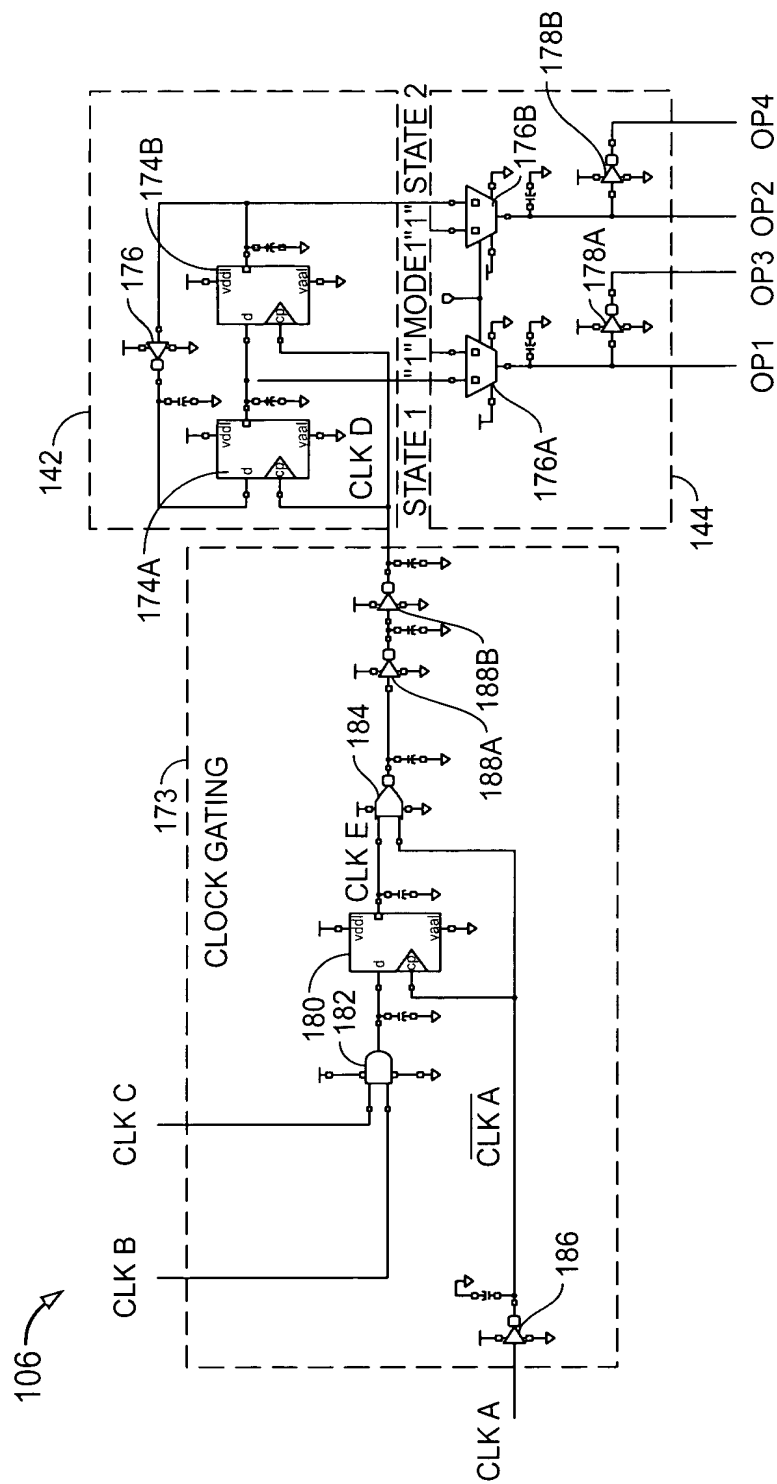 106
CLK A
CLK B
CLK C
173
CLOCK GATING
186
CLK A
182
180
d
cp
vddl
vaal
CLK E
184
188A
188B
142
174A
d
cp
vddl
vaal
CLK D
176
174B
d
cp
vddl
vaal
STATE 1 "1" MODE1 "1" STATE 2
176A
176B
144
178A
178B
OP1
OP3
OP2
OP4